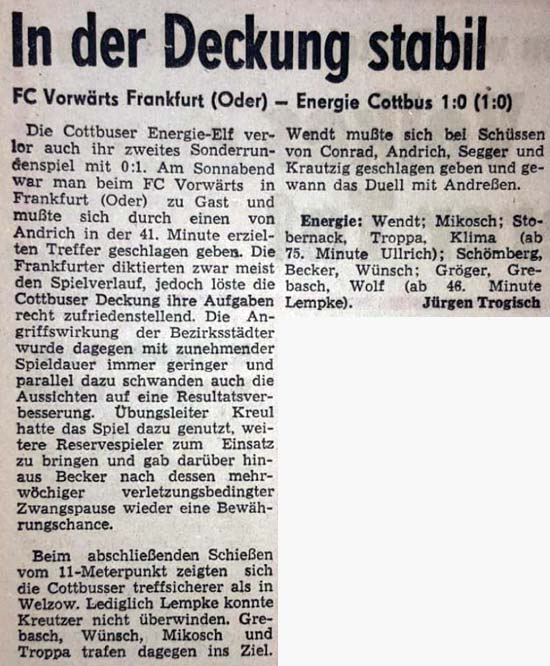 In der Deckung stabil
FC Vorwärts Frankfurt (Oder) — Energie Cottbus 1:0 (1:0)
Die Cottbuser Energie-Elf ver-
lor auch ihr zweites Sonderrun-
denspiel mit 0:1. Am Sonnabend
war man beim FC Vorwärts in
Frankfurt (Oder) zu Gast und
mußte sich durch einen von
Andrich in der 41. Minute erziel-
ten Treffer geschlagen geben. Die
Frankfurter diktierten zwar meist
den Spielverlauf, jedoch löste die
Cottbuser Deckung ihre Aufgaben
recht zufriedenstellend. Die An-
griffswirkung der Bezirksstädter
wurde dagegen mit zunehmender
Spieldauer immer geringer und
parallel dazu schwanden auch die
Aussichten auf eine Resultatsver-
besserung. Übungsleiter Kreul
hatte das Spiel dazu genutzt, wei-
tere Reservespieler zum Einsatz
zu bringen und gab darüber hin-
aus Becker nach dessen mehr-
wöchiger verletzungsbedingter
Zwangspause wieder eine Bewäh-
rungschance.
Beim abschließenden Schießen
vom 11-Meterpunkt zeigten sich
die Cottbusser treffsicherer als in
Welzow. Lediglich Lempke konnte
Kreutzer nicht überwinden. Gre-
basch, Wünsch, Mikosch und
Troppa trafen dagegen ins Ziel.
Wendt mußte sich bei Schüssen
von Conrad, Andrich, Segger und
Krautzig geschlagen geben und ge-
wann das Duell mit Andreßen.
Energie: Wendt; Mikosch; Sto-
bernack, Troppa, Klima (ab
75. Minute Ullrich); Schömberg,
Becker, Wünsch; Gröger, Gre-
basch, Wolf (ab 46. Minute
Lempke). Jürgen Trogisch